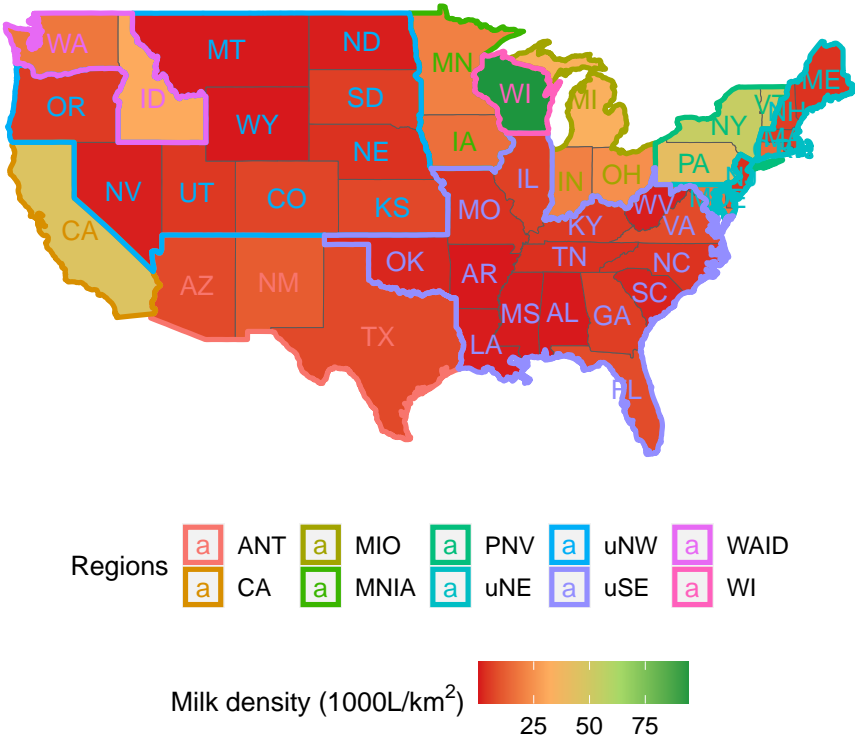 WA MT ND MN ME
OR ID WY SD WI MI NY NH
NV UT CO NE IA PA
CA KS MO IL IN OH WV VA
AZ NM OK AR TN KY NC
TX LA MS AL GA SC
FL
Regions
a ANT a MIO a PNV a uNW a WAID
a CA a MNIA a uNE a uSE a WI
Milk density (1000L/km²)
25 50 75